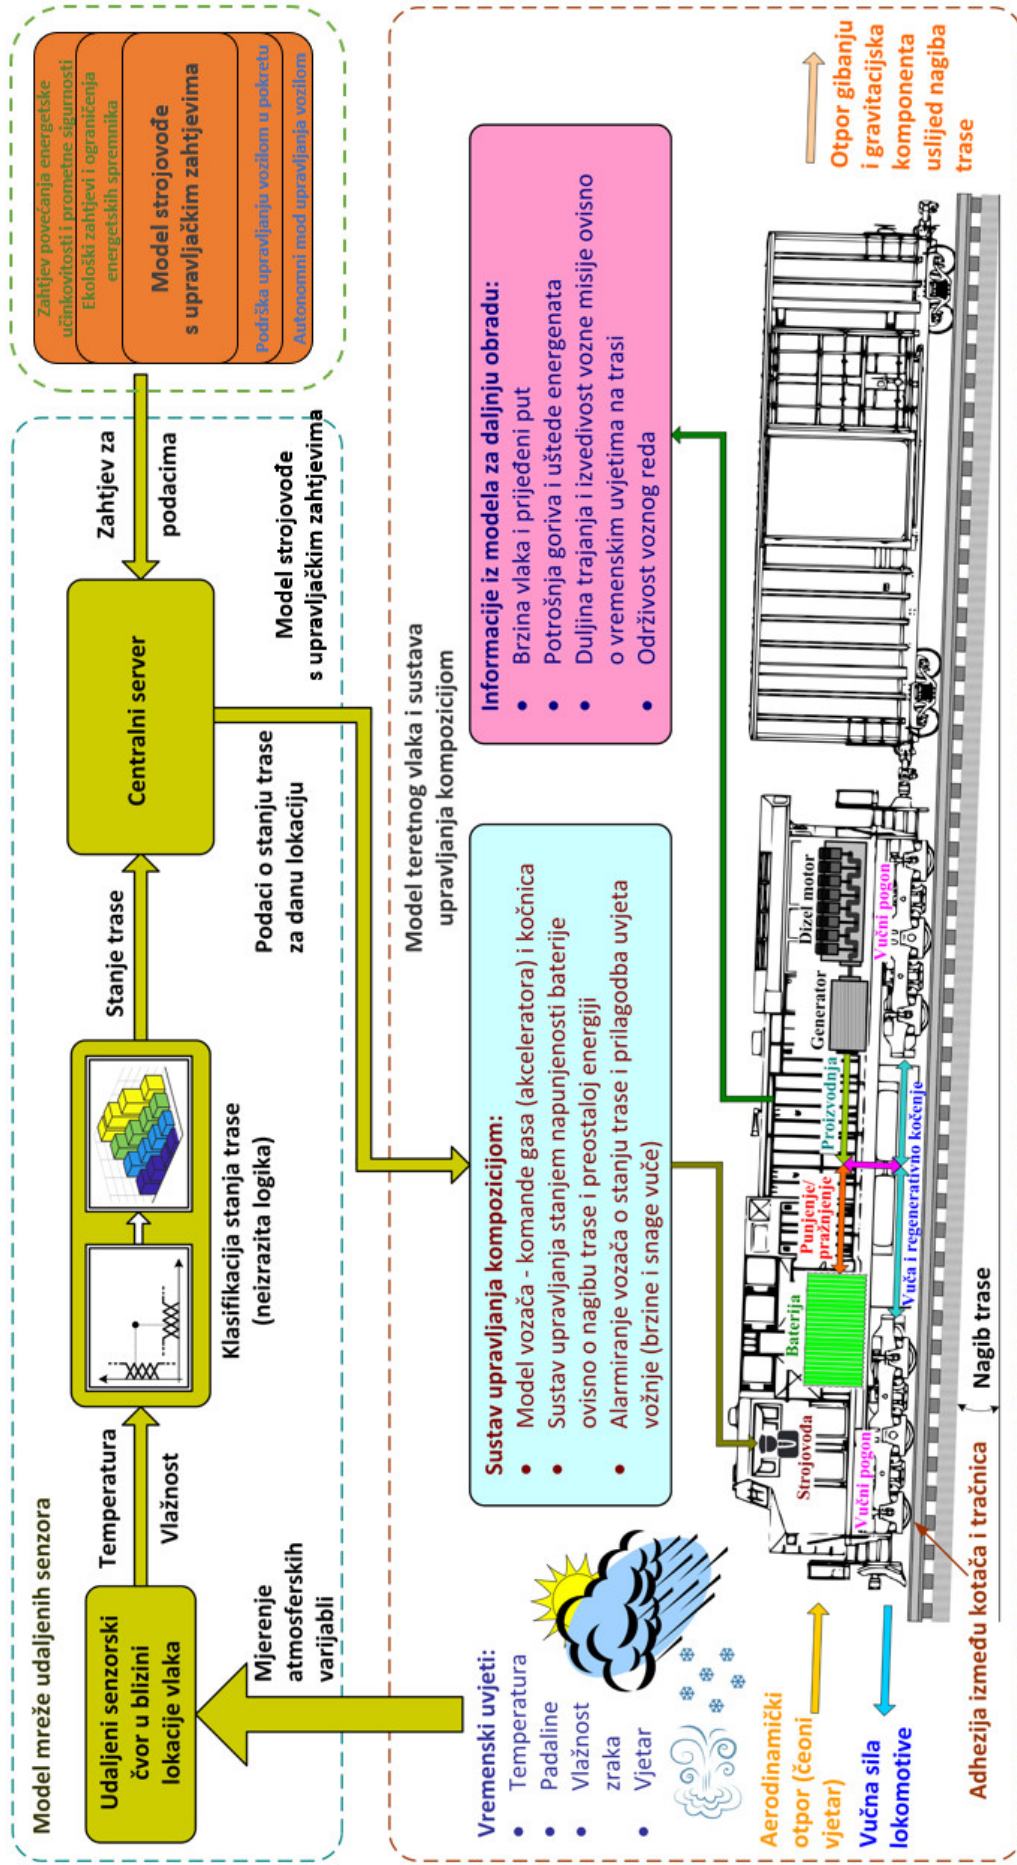 Model mreže udaljenih senzora
Udaljeni senzorski
čvor u blizini
lokacije vlaka
Temperatura
Vlažnost
Klasifikacija stanja trase
(neizrazita logika)
Stanje trase
Centralni server
Zahtjev za
podacima
Zahtjev povećanja energetske
učinkovitosti i prometne sigurnosti
Ekološki zahtjevi i ograničenja
energetskih spremnika
Model strojovođe
s upravljačkim zahtjevima
Podrška upravljanju vozilom u pokretu
Autonomni mod upravljanja vozilom
Mjerenje
atmosferskih
varijabli
Podaci o stanju trase
za danu lokaciju
Model strojovođe
s upravljačkim zahtjevima
Model teretnog vlaka i sustava
upravljanja kompozicijom
Vremenski uvjeti:
• Temperatura
• Padaline
• Vlažnost
zraka
• Vjetar
Sustav upravljanja kompozicijom:
• Model vozača - komande gasa (akceleratora) i kočnica
• Sustav upravljanja stanjem napunjenosti baterije
ovisno o nagibu trase i preostaloj energiji
• Alarmiranje vozača o stanju trase i prilagodba uvjeta
vožnje (brzine i snage vuče)
Informacije iz modela za daljnju obradu:
• Brzina vlaka i prijeđeni put
• Potrošnja goriva i uštede energenata
• Duljina trajanja i izvedivost vozne misije ovisno
o vremenskim uvjetima na trasi
• Održivost voznog reda
Aerodinamički
otpor (čeoni
vjetar)
Vučna sila
lokomotive
Strojovođa
Vučni pogon
Baterija
Punjenje/
pražnjenje
Proizvodnja
Generator
Dizel motor
Vučni pogon
Vuča i regenerativno kočenje
Otpor gibanju
i gravitacijska
komponenta
uslijed nagiba
trase
Adhezija između kotača i tračnica
Nagib trase